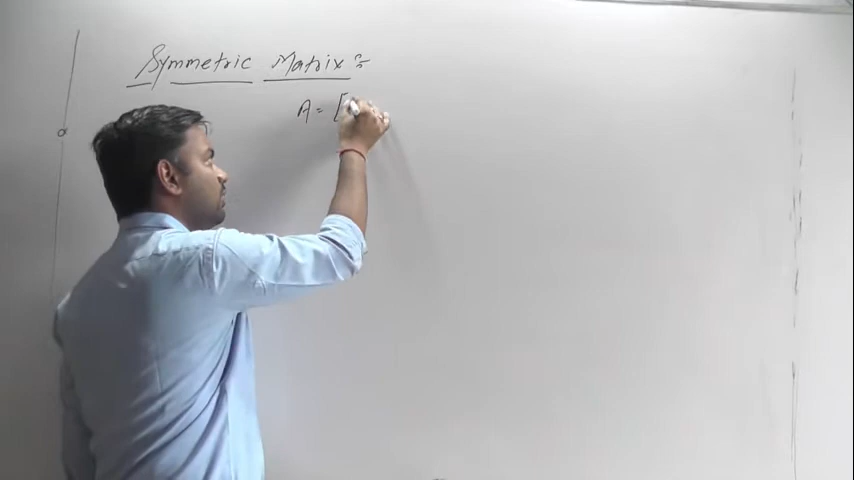 Symmetric Matrix :-
A = [